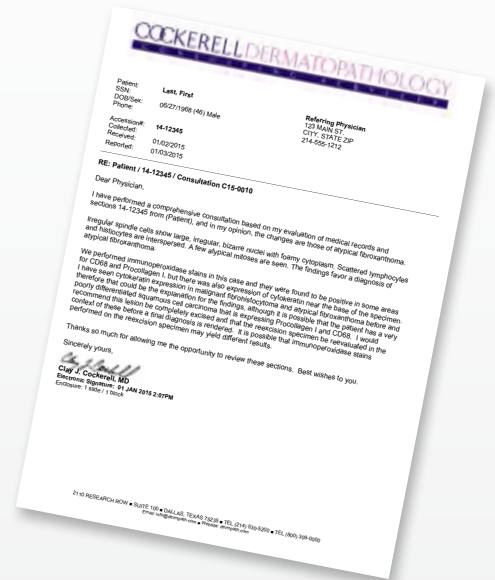 COCKERELL DERMATOPATHOLOGY
Patient: Last, First
SSN:
DOB/Sex: 06/27/1968 (46) Male
Phone:
Referring Physician
123 MAIN ST.
CITY, STATE ZIP
214-555-1212
Accession#: 14-12345
Collected:
Received: 01/02/2015
Reported: 01/03/2015
RE: Patient / 14-12345 / Consultation C15-0010
Dear Physician,
I have performed a comprehensive consultation based on my evaluation of medical records and
sections 14-12345 from (Patient), and in my opinion, the changes are those of atypical fibroxanthoma.
Irregular spindle cells show large, irregular, bizarre nuclei with foamy cytoplasm. Scattered lymphocytes
and histiocytes are interspersed. A few atypical mitoses are seen. The findings favor a diagnosis of
atypical fibroxanthoma.
We performed immunoperoxidase stains in this case and they were found to be positive in some areas
for CD68 and Procollagen I, but there was also expression of cytokeratin near the base of the specimen.
I have seen cytokeratin expression in malignant fibrohistiocytoma and atypical fibroxanthoma before and
therefore that could be the explanation for the findings, although it is possible that the patient has a very
poorly differentiated squamous cell carcinoma that is expressing Procollagen I and CD68. I would
recommend this lesion be completely excised and that the reexcision specimen be reevaluated in the
context of these before a final diagnosis is rendered. It is possible that immunoperoxidase stains
performed on the reexcision specimen may yield different results.
Thanks so much for allowing me the opportunity to review these sections. Best wishes to you.
Sincerely yours,
Clay J. Cockerell, MD
Electronic Signature: 01 JAN 2015 2:07PM
Enclosure: 1 slide / 1 block
2110 RESEARCH ROW ■ SUITE 100 ■ DALLAS, TEXAS 75235 ■ TEL (214) 530-5200 ■ TEL (800) 309-0000